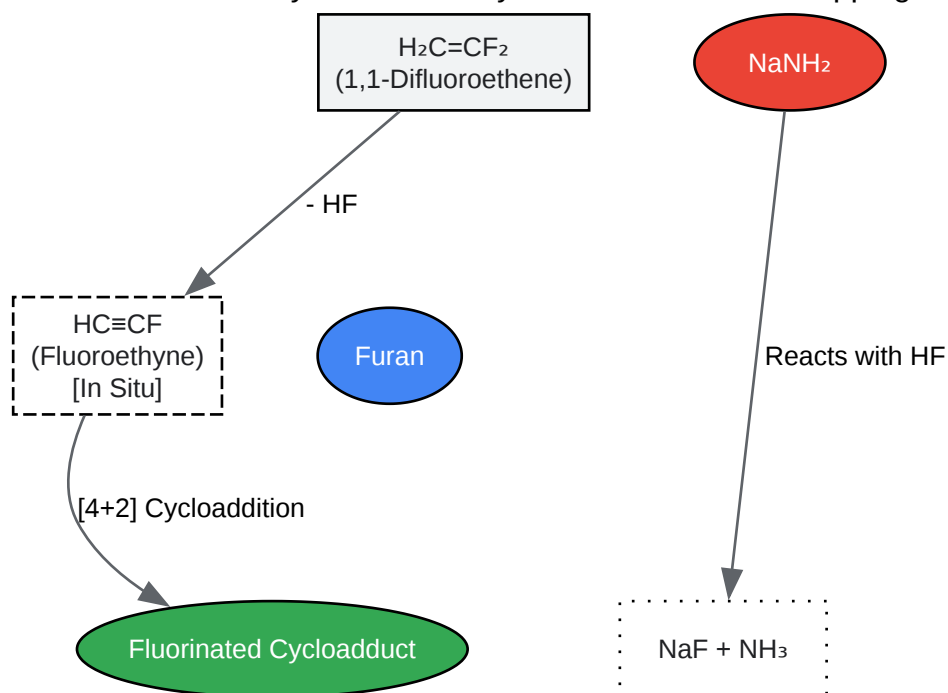 H₂C=CF₂
(1,1-Difluoroethene)
NaNH₂
- HF
HC≡CF
(Fluoroethyne)
[In Situ]
Furan
Reacts with HF
[4+2] Cycloaddition
Fluorinated Cycloadduct
NaF + NH₃